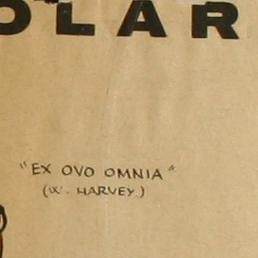 OLAR
"EX OVO OMNIA"
(W. HARVEY.)